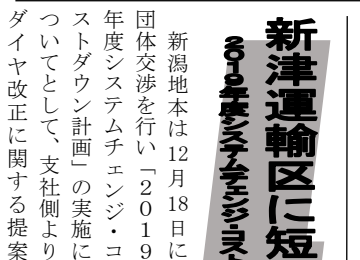 新津運輸区に短
2019年度システムチェンジ・コスト
新潟地本は12月18日に
団体交渉を行い「2019
年度システムチェンジ・コ
ストダウン計画」の実施に
ついてとして、支社側より
ダイヤ改正に関する提案